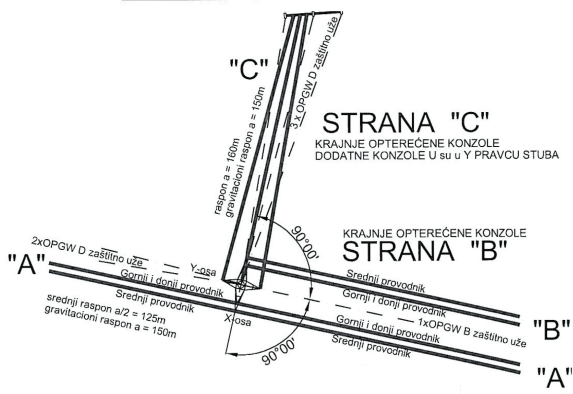 "C"
3 x OPGW D zaštitno uže
raspon a = 160m
gravitacioni raspon a = 150m
STRANA "C"
KRAJNJE OPTEREĆENE KONZOLE
DODATNE KONZOLE U su u Y PRAVCU STUBA
90°00'
KRAJNJE OPTEREĆENE KONZOLE
STRANA "B"
2xOPGW D zaštitno uže
Y-osa
"A"
Gornji i donji provodnik
Srednji provodnik
srednji raspon a/2 = 125m
gravitacioni raspon a = 150m
X-osa
90°00'
Srednji provodnik
Gornji i donji provodnik
1xOPGW B zaštitno uže
"B"
Gornji i donji provodnik
Srednji provodnik
"A"